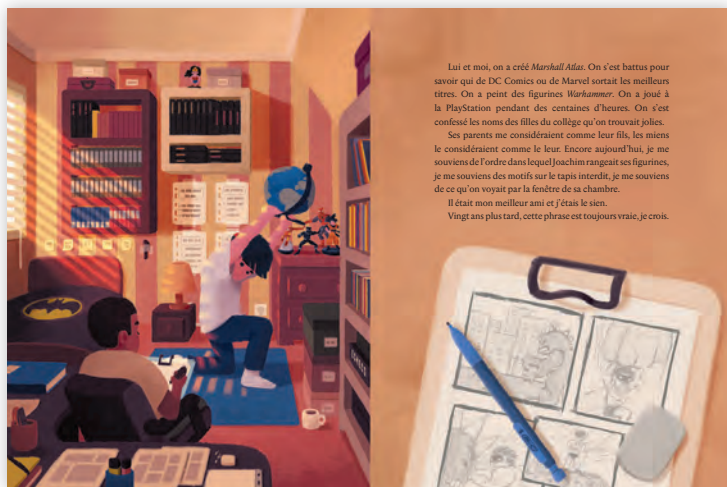 Lui et moi, on a créé Marshall Atlas. On s'est battus pour
savoir qui de DC Comics ou de Marvel sortait les meilleurs
titres. On a peint des figurines Warhammer. On a joué à
la PlayStation pendant des centaines d'heures. On s'est
confessé les noms des filles du collège qu'on trouvait jolies.
Ses parents me considéraient comme leur fils, les miens
le considéraient comme le leur. Encore aujourd'hui, je me
souviens de l'ordre dans lequel Joachim rangeait ses figurines,
je me souviens des motifs sur le tapis interdit, je me souviens
de ce qu'on voyait par la fenêtre de sa chambre.
Il était mon meilleur ami et j'étais le sien.
Vingt ans plus tard, cette phrase est toujours vraie, je crois.